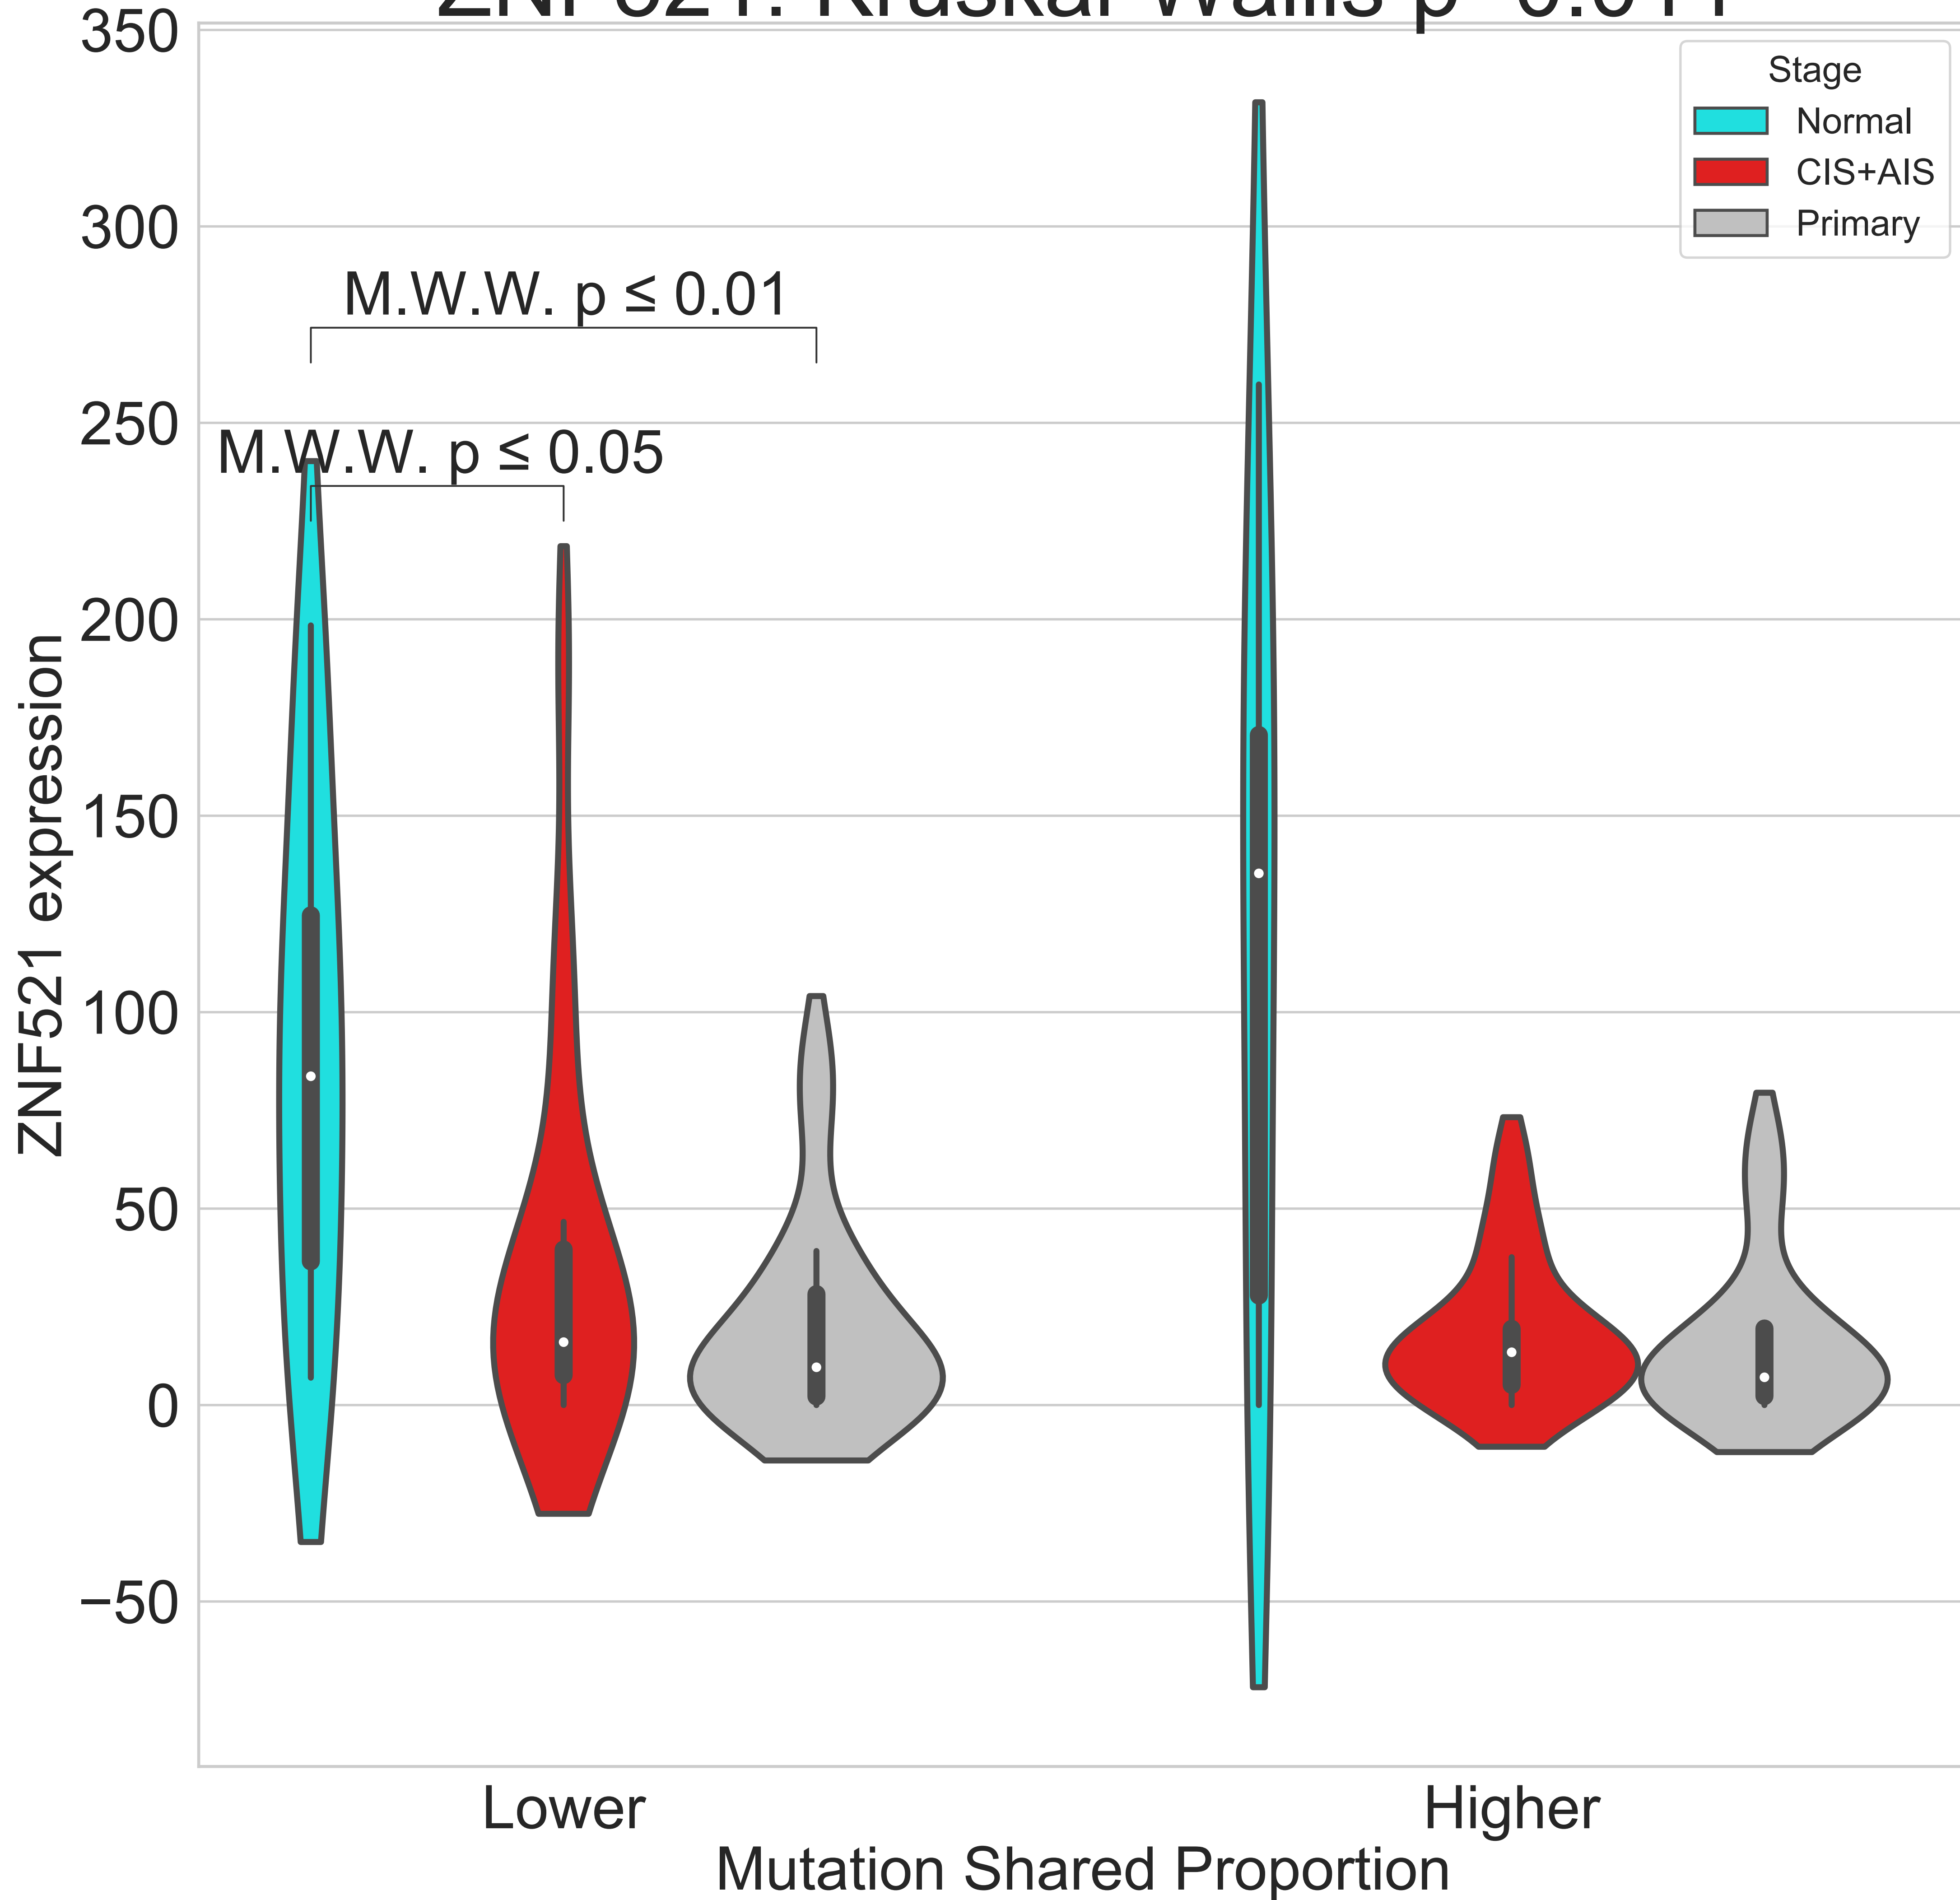 350
300
250
200
150
100
50
0
−50
ZNF521 expression
M.W.W. p ≤ 0.01
M.W.W. p ≤ 0.05
Stage
Normal
CIS+AIS
Primary
Lower
Higher
Mutation Shared Proportion